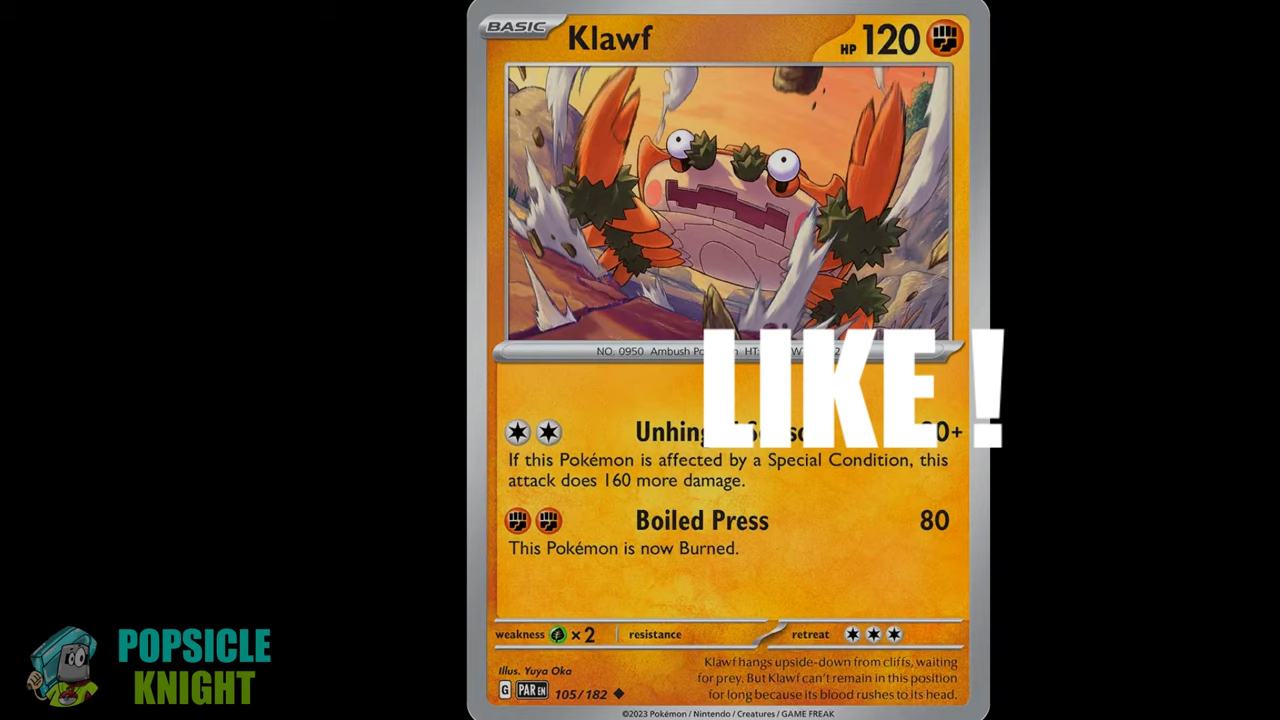 BASIC Klawf HP 120
NO. 0950 Ambush HT:
LIKE !
If this Pokémon is affected by a Special Condition, this
attack does 160 more damage.
Boiled Press 80
This Pokémon is now Burned.
weakness ×2 resistance retreat
Illus. Yuya Oka
G PAR EN 105/182
Klawf hangs upside-down from cliffs, waiting
for prey. But Klawf can't remain in this position
for long because its blood rushes to its head.
©2023 Pokémon / Nintendo / Creatures / GAME FREAK
POPSICLE
KNIGHT